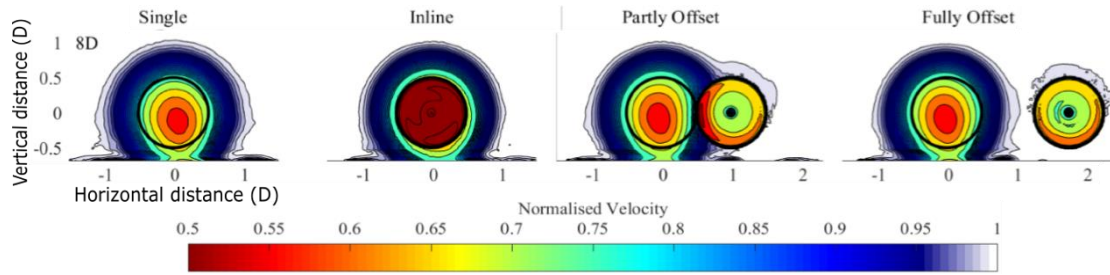 Single Inline Partly Offset Fully Offset
8D
Vertical distance (D)
1
0.5
0
-0.5
-1 0 1 -1 0 1 -1 0 1 2 -1 0 1 2
Horizontal distance (D)
Normalised Velocity
0.5 0.55 0.6 0.65 0.7 0.75 0.8 0.85 0.9 0.95 1